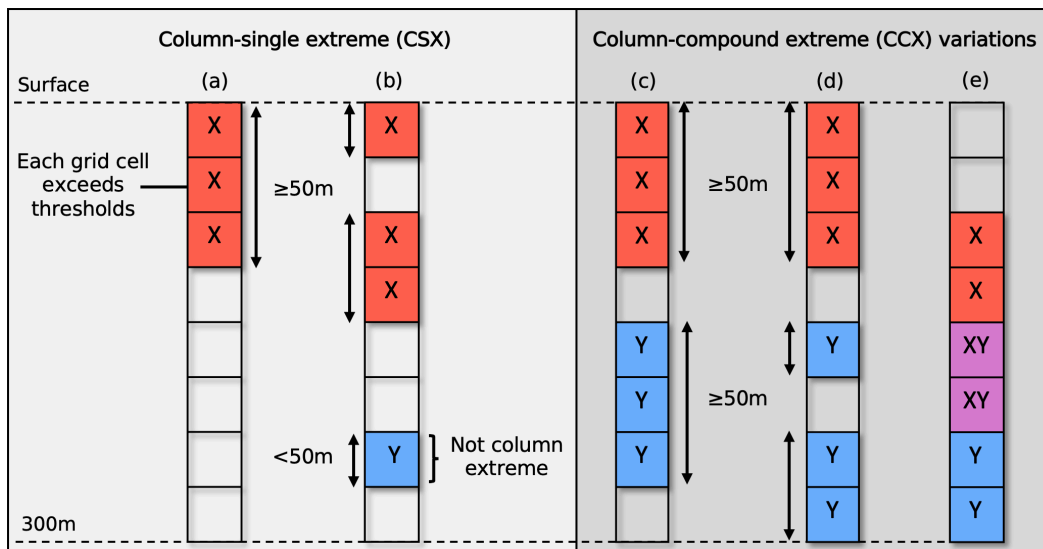 Column-single extreme (CSX)
Column-compound extreme (CCX) variations
Surface
(a)
(b)
(c)
(d)
(e)
X
X
X
X
Each grid cell
exceeds
thresholds
X
≥50m
X
≥50m
X
X
X
X
X
X
X
X
X
X
Y
Y
XY
Y
≥50m
XY
<50m
Y
Not column
extreme
Y
Y
Y
300m
Y
Y